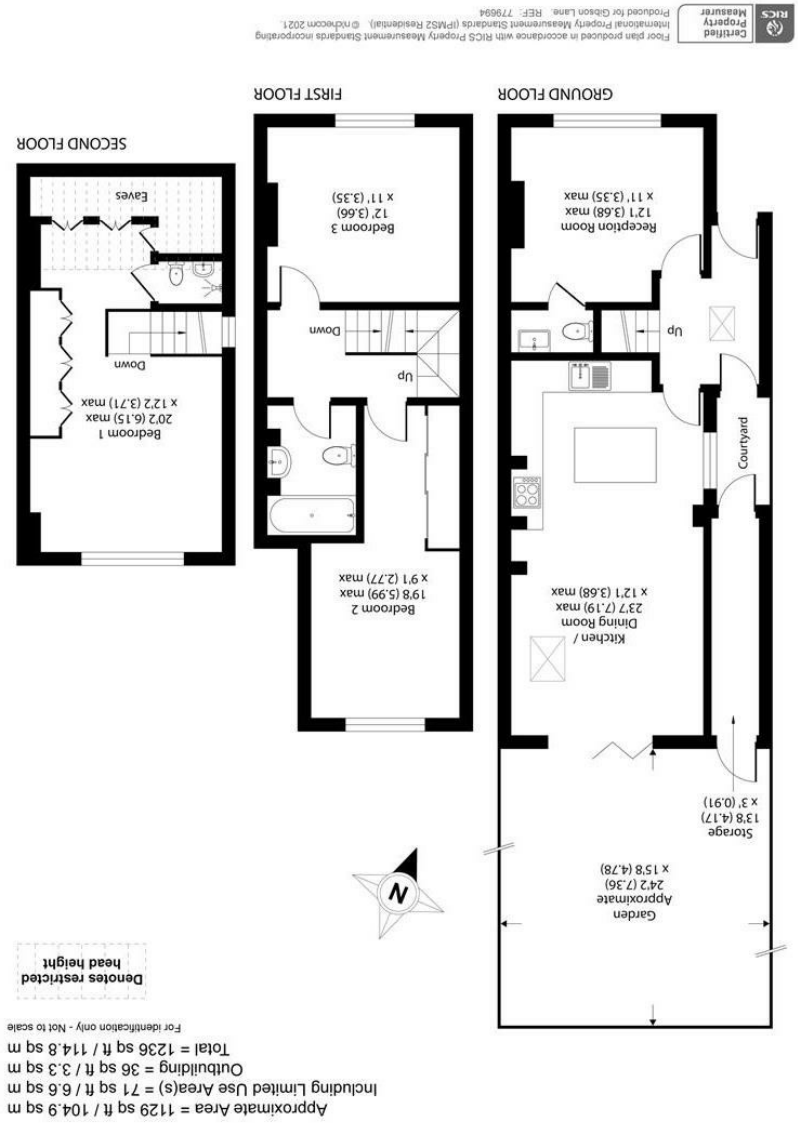 Approximate Area = 1129 sq ft / 104.9 sq m
Including Limited Use Area(s) = 71 sq ft / 6.6 sq m
Outbuilding = 36 sq ft / 3.3 sq m
Total = 1236 sq ft / 114.8 sq m
For identification only - Not to scale
Denotes restricted
head height
N
Garden
Approximate
24'2 (7.36)
x 15'8 (4.78)
Storage
13'8 (4.17)
x 3' (0.91)
Kitchen /
Dining Room
23'7 (7.19) max
x 12'1 (3.68) max
Courtyard
Up
Reception Room
12'1 (3.68) max
x 11' (3.35) max
GROUND FLOOR
Bedroom 2
19'8 (5.99) max
x 9'1 (2.77) max
Up
Down
Bedroom 3
12' (3.66)
x 11' (3.35)
FIRST FLOOR
Bedroom 1
20'2 (6.15) max
x 12'2 (3.71) max
Down
Eaves
SECOND FLOOR
RICS
Certified
Property
Measurer
Floor plan produced in accordance with RICS Property Measurement Standards incorporating
International Property Measurement Standards (IPMS2 Residential). © nichecom 2021.
Produced for Gibson Lane. REF: 779694